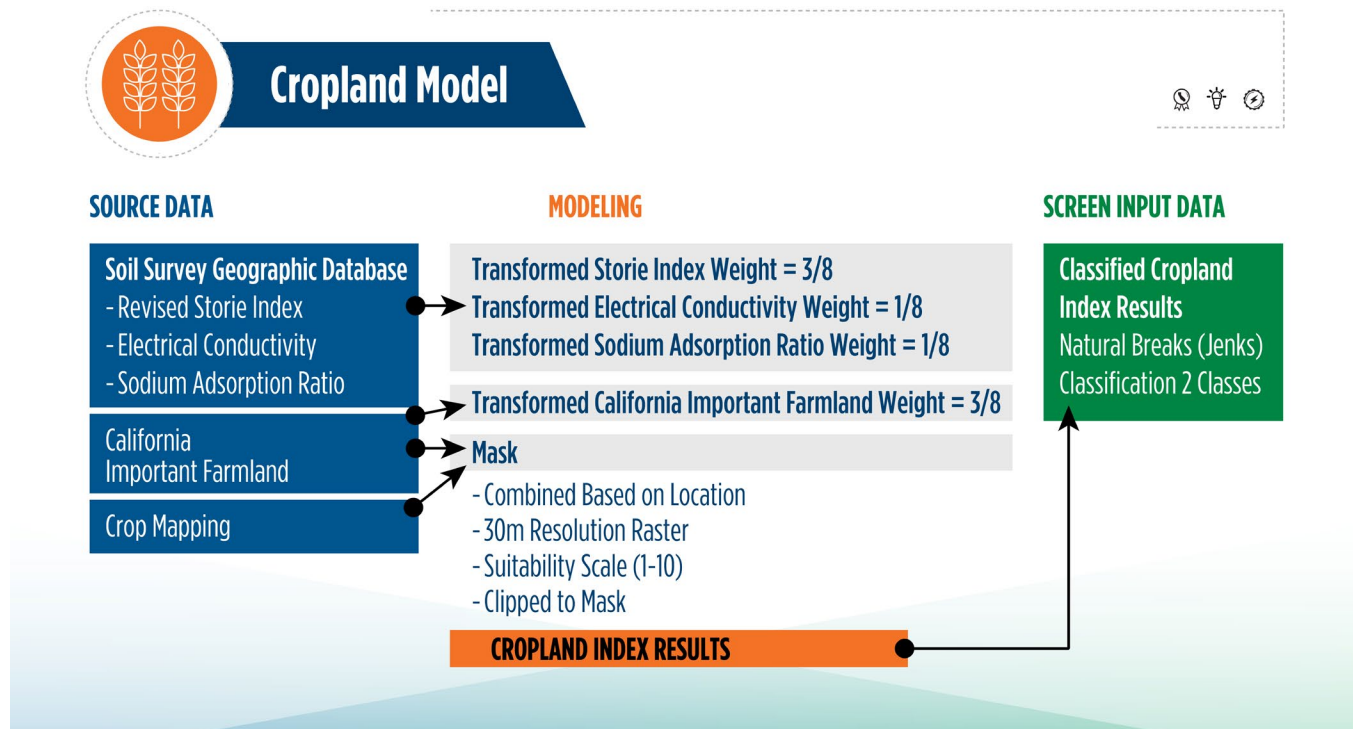 Cropland Model
SOURCE DATA
Soil Survey Geographic Database
- Revised Storie Index
- Electrical Conductivity
- Sodium Adsorption Ratio
California
Important Farmland
Crop Mapping
MODELING
Transformed Storie Index Weight = 3/8
Transformed Electrical Conductivity Weight = 1/8
Transformed Sodium Adsorption Ratio Weight = 1/8
Transformed California Important Farmland Weight = 3/8
Mask
- Combined Based on Location
- 30m Resolution Raster
- Suitability Scale (1-10)
- Clipped to Mask
CROPLAND INDEX RESULTS
SCREEN INPUT DATA
Classified Cropland
Index Results
Natural Breaks (Jenks)
Classification 2 Classes